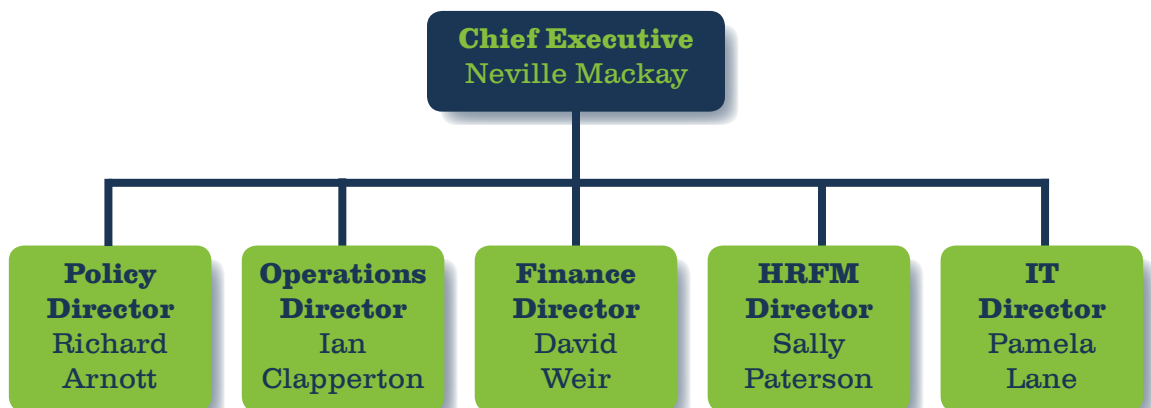 Chief Executive
Neville Mackay
Policy
Director
Richard
Arnott
Operations
Director
Ian
Clapperton
Finance
Director
David
Weir
HRFM
Director
Sally
Paterson
IT
Director
Pamela
Lane